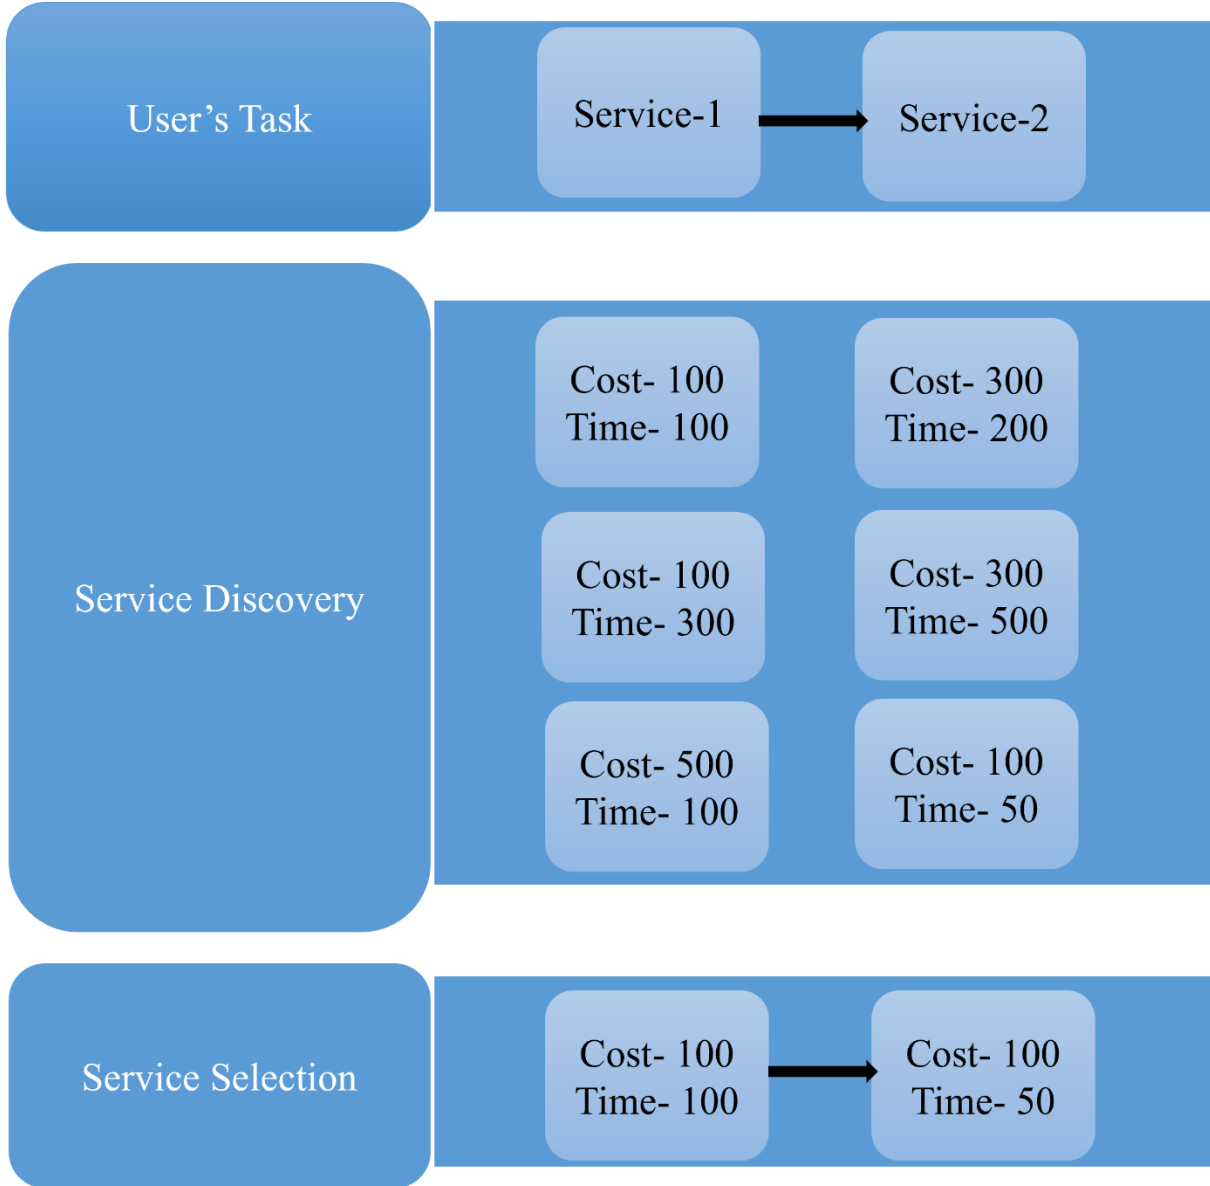 User’s Task
Service-1
Service-2
Service Discovery
Cost- 100
Time- 100
Cost- 300
Time- 200
Cost- 100
Time- 300
Cost- 300
Time- 500
Cost- 500
Time- 100
Cost- 100
Time- 50
Service Selection
Cost- 100
Time- 100
Cost- 100
Time- 50